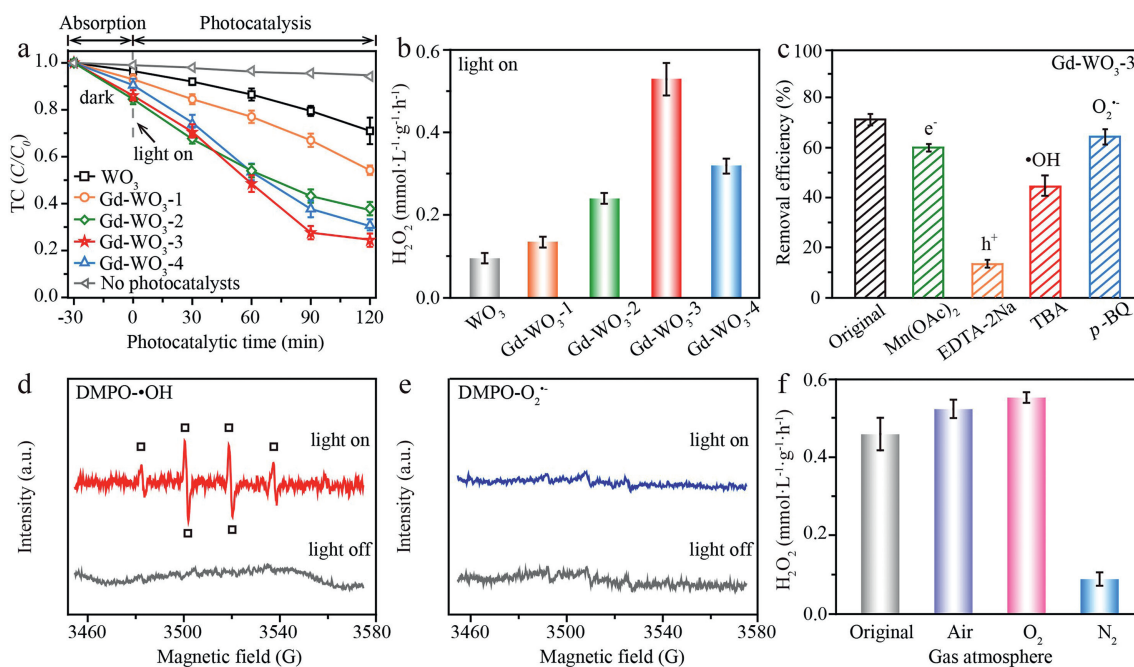 Absorption Photocatalysis
a
1.0
0.8
0.6
0.4
0.2
0.0
TC (C/C₀)
dark
light on
WO₃
Gd-WO₃-1
Gd-WO₃-2
Gd-WO₃-3
Gd-WO₃-4
No photocatalysts
-30 0 30 60 90 120
Photocatalytic time (min)
b
light on
0.6
0.4
0.2
0.0
H₂O₂ (mmol·L⁻¹·g⁻¹·h⁻¹)
WO₃ Gd-WO₃-1 Gd-WO₃-2 Gd-WO₃-3 Gd-WO₃-4
c
Gd-WO₃-3
100
80
60
40
20
0
Removal efficiency (%)
e⁻
h⁺
•OH
O₂•⁻
Original Mn(OAc)₂ EDTA-2Na TBA p-BQ
d
DMPO-•OH
light on
light off
Intensity (a.u.)
3460 3500 3540 3580
Magnetic field (G)
e
DMPO-O₂•⁻
light on
light off
Intensity (a.u.)
3460 3500 3540 3580
Magnetic field (G)
f
0.6
0.4
0.2
0.0
H₂O₂ (mmol·L⁻¹·g⁻¹·h⁻¹)
Original Air O₂ N₂
Gas atmosphere